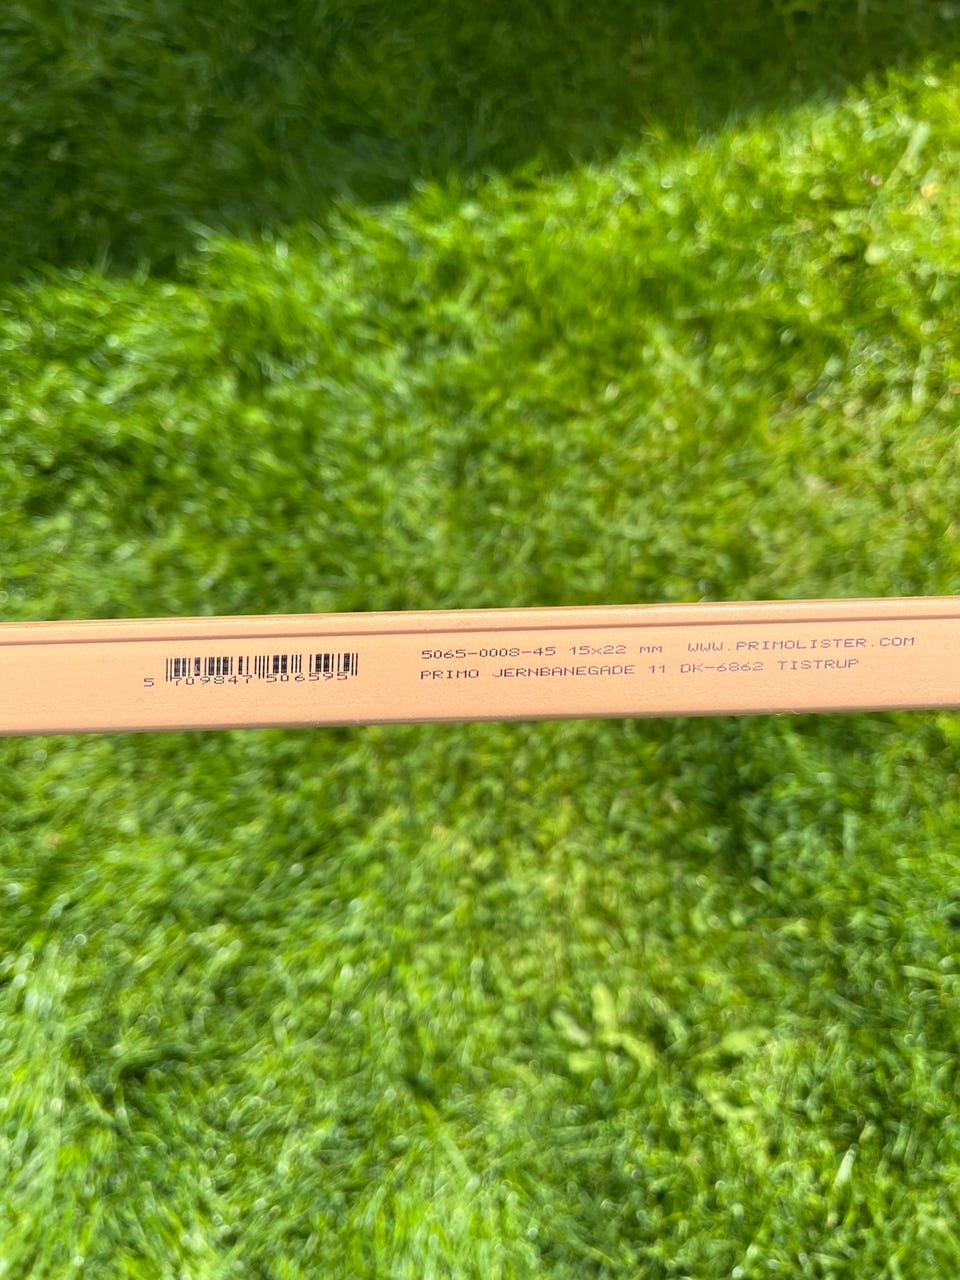 5065-0008-45 15x22 MM WWW.PRIMOLISTER.COM
PRIMO JERNBANEGADE 11 DK-6862 TISTRUP
5 709847 506595